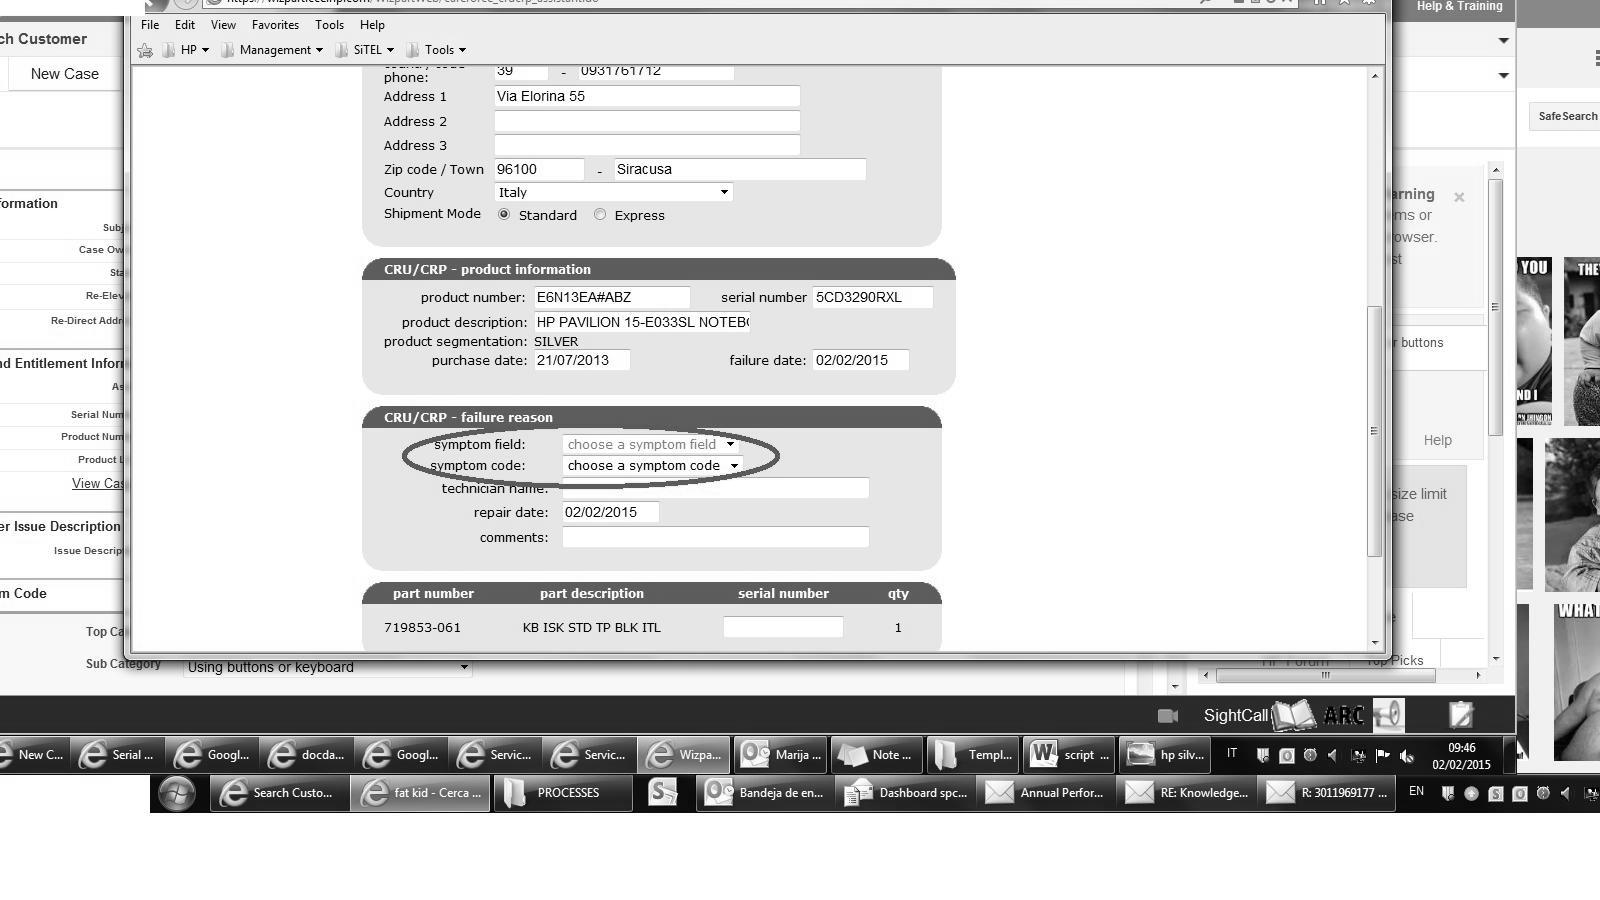 Help & Training
ch Customer
New Case
File Edit View Favorites Tools Help
HP Management SiTEL Tools
phone: 39 - 0931761712
Address 1 Via Elorina 55
Address 2
Address 3
Zip code / Town 96100 - Siracusa
Country Italy
Shipment Mode Standard Express
SafeSearch
CRU/CRP - product information
product number: E6N13EA#ABZ serial number 5CD3290RXL
product description: HP PAVILION 15-E033SL NOTEB
product segmentation: SILVER
purchase date: 21/07/2013 failure date: 02/02/2015
CRU/CRP - failure reason
symptom field: choose a symptom field
symptom code: choose a symptom code
technician name:
repair date: 02/02/2015
comments:
part number part description serial number qty
719853-061 KB ISK STD TP BLK ITL 1
formation
Subj
Case Ow
Sta
Re-Elev
Re-Direct Addr
nd Entitlement Inforr
As
Serial Num
Product Num
Product L
View Cas
er Issue Description
Issue Descript
m Code
Top Ca
Sub Category Using buttons or keyboard
arning
ms or
owser.
st
r buttons
Help
size limit
ase
HP Forum Top Picks
YOU
THE
ND I
WHAT
SightCall ARC
New C... Serial ... Googl... docda... Googl... Servic... Servic... Wizpa... Marija ... Note ... Templ... script ... hp silv... IT 09:46
02/02/2015
Search Custo... fat kid - Cerca ... PROCESSES Bandeja de en... Dashboard spc... Annual Perfor... RE: Knowledge... R: 3011969177 ... EN